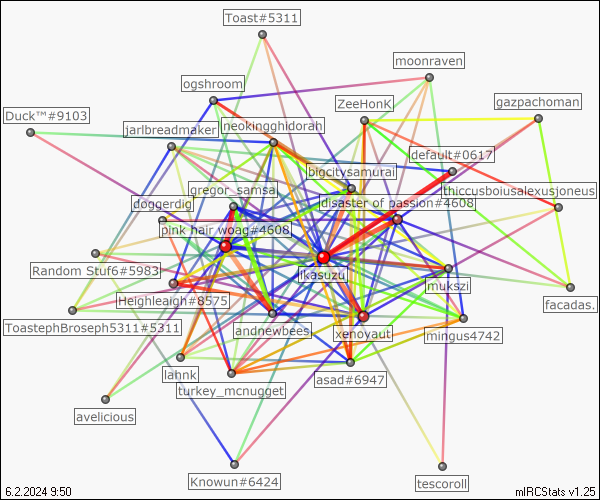 Toast#5311
moonraven
ogshroom
ZeeHonK
gazpachoman
Duck™#9103
jarlbreadmaker
neokingghidorah
default#0617
bigcitysamurai
gregor_samsa
thiccusboiusalexusjoneus
doggerdig
disaster of passion#4608
pink hair woag#4608
Random Stuf6#5983
ikasuzu
mukszi
Heighleaigh#8575
facadas.
ToastephBroseph5311#5311
andnewbees
xenoyaut
mingus4742
lahnk
turkey_mcnugget
asad#6947
avelicious
Knowun#6424
tescoroll
6.2.2024 9:50
mIRCStats v1.25